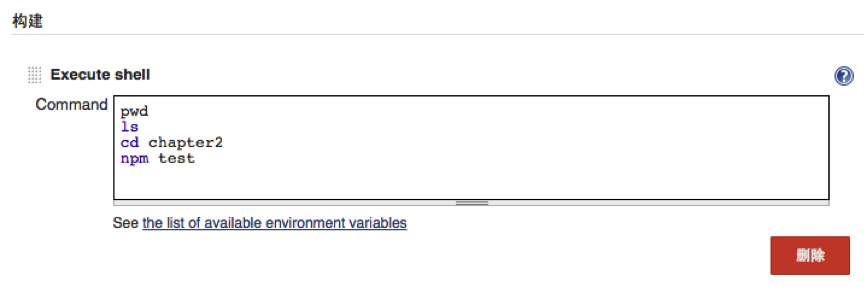 构建
Execute shell
?
Command
pwd
ls
cd chapter2
npm test
See the list of available environment variables
删除